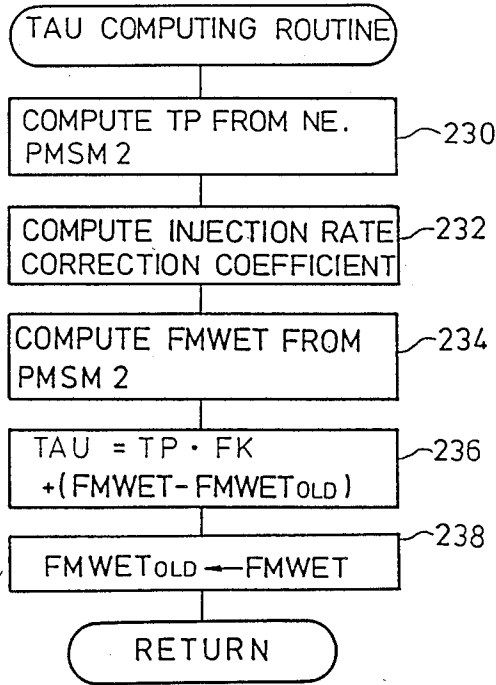 TAU COMPUTING ROUTINE
COMPUTE TP FROM NE.
PMSM 2
230
COMPUTE INJECTION RATE
CORRECTION COEFFICIENT
232
COMPUTE FMWET FROM
PMSM 2
234
TAU = TP · FK
+(FMWET-FMWETOLD)
236
FMWETOLD ← FMWET
238
RETURN